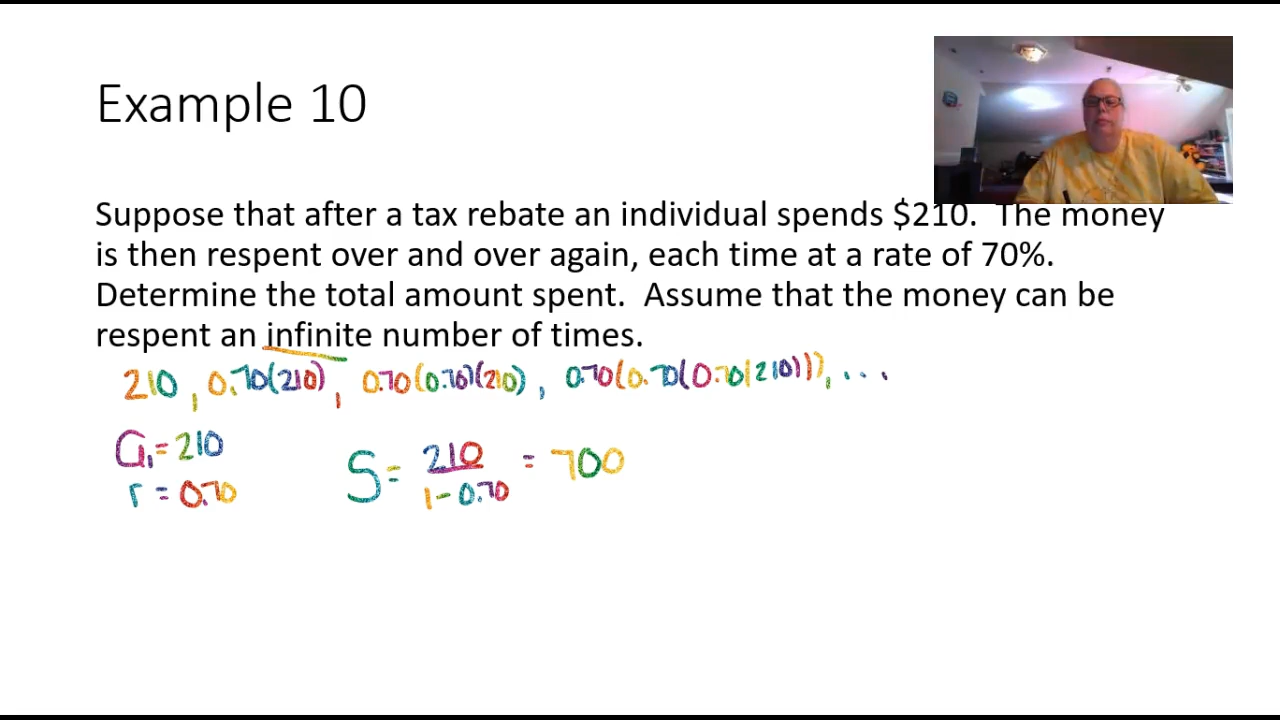 Example 10
Suppose that after a tax rebate an individual spends $210. The money
is then respent over and over again, each time at a rate of 70%.
Determine the total amount spent. Assume that the money can be
respent an infinite number of times.
210, 0.70(210), 0.70(0.70)(210), 0.70(0.70(0.70(210))), ...
a₁=210
r=0.70
S = 210/(1-0.70) = 700